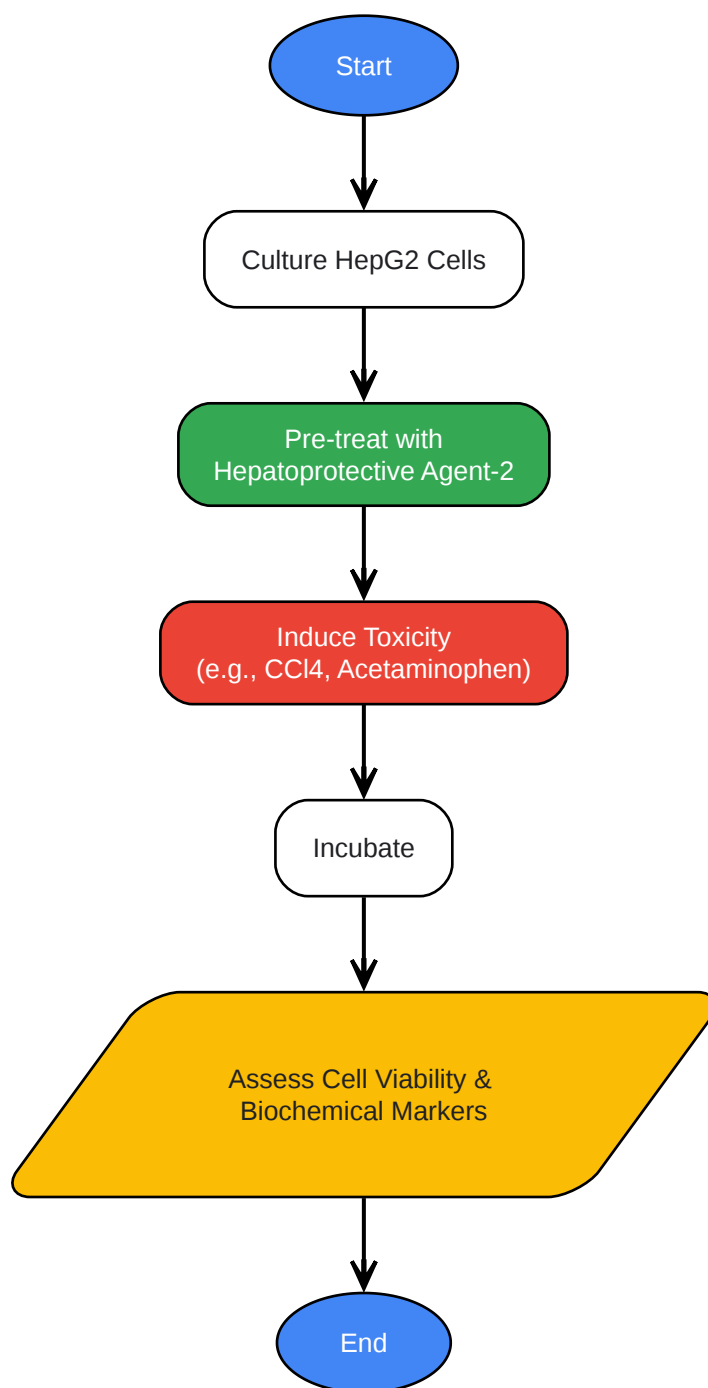 Start
Culture HepG2 Cells
Pre-treat with
Hepatoprotective Agent-2
Induce Toxicity
(e.g., CCl4, Acetaminophen)
Incubate
Assess Cell Viability &
Biochemical Markers
End